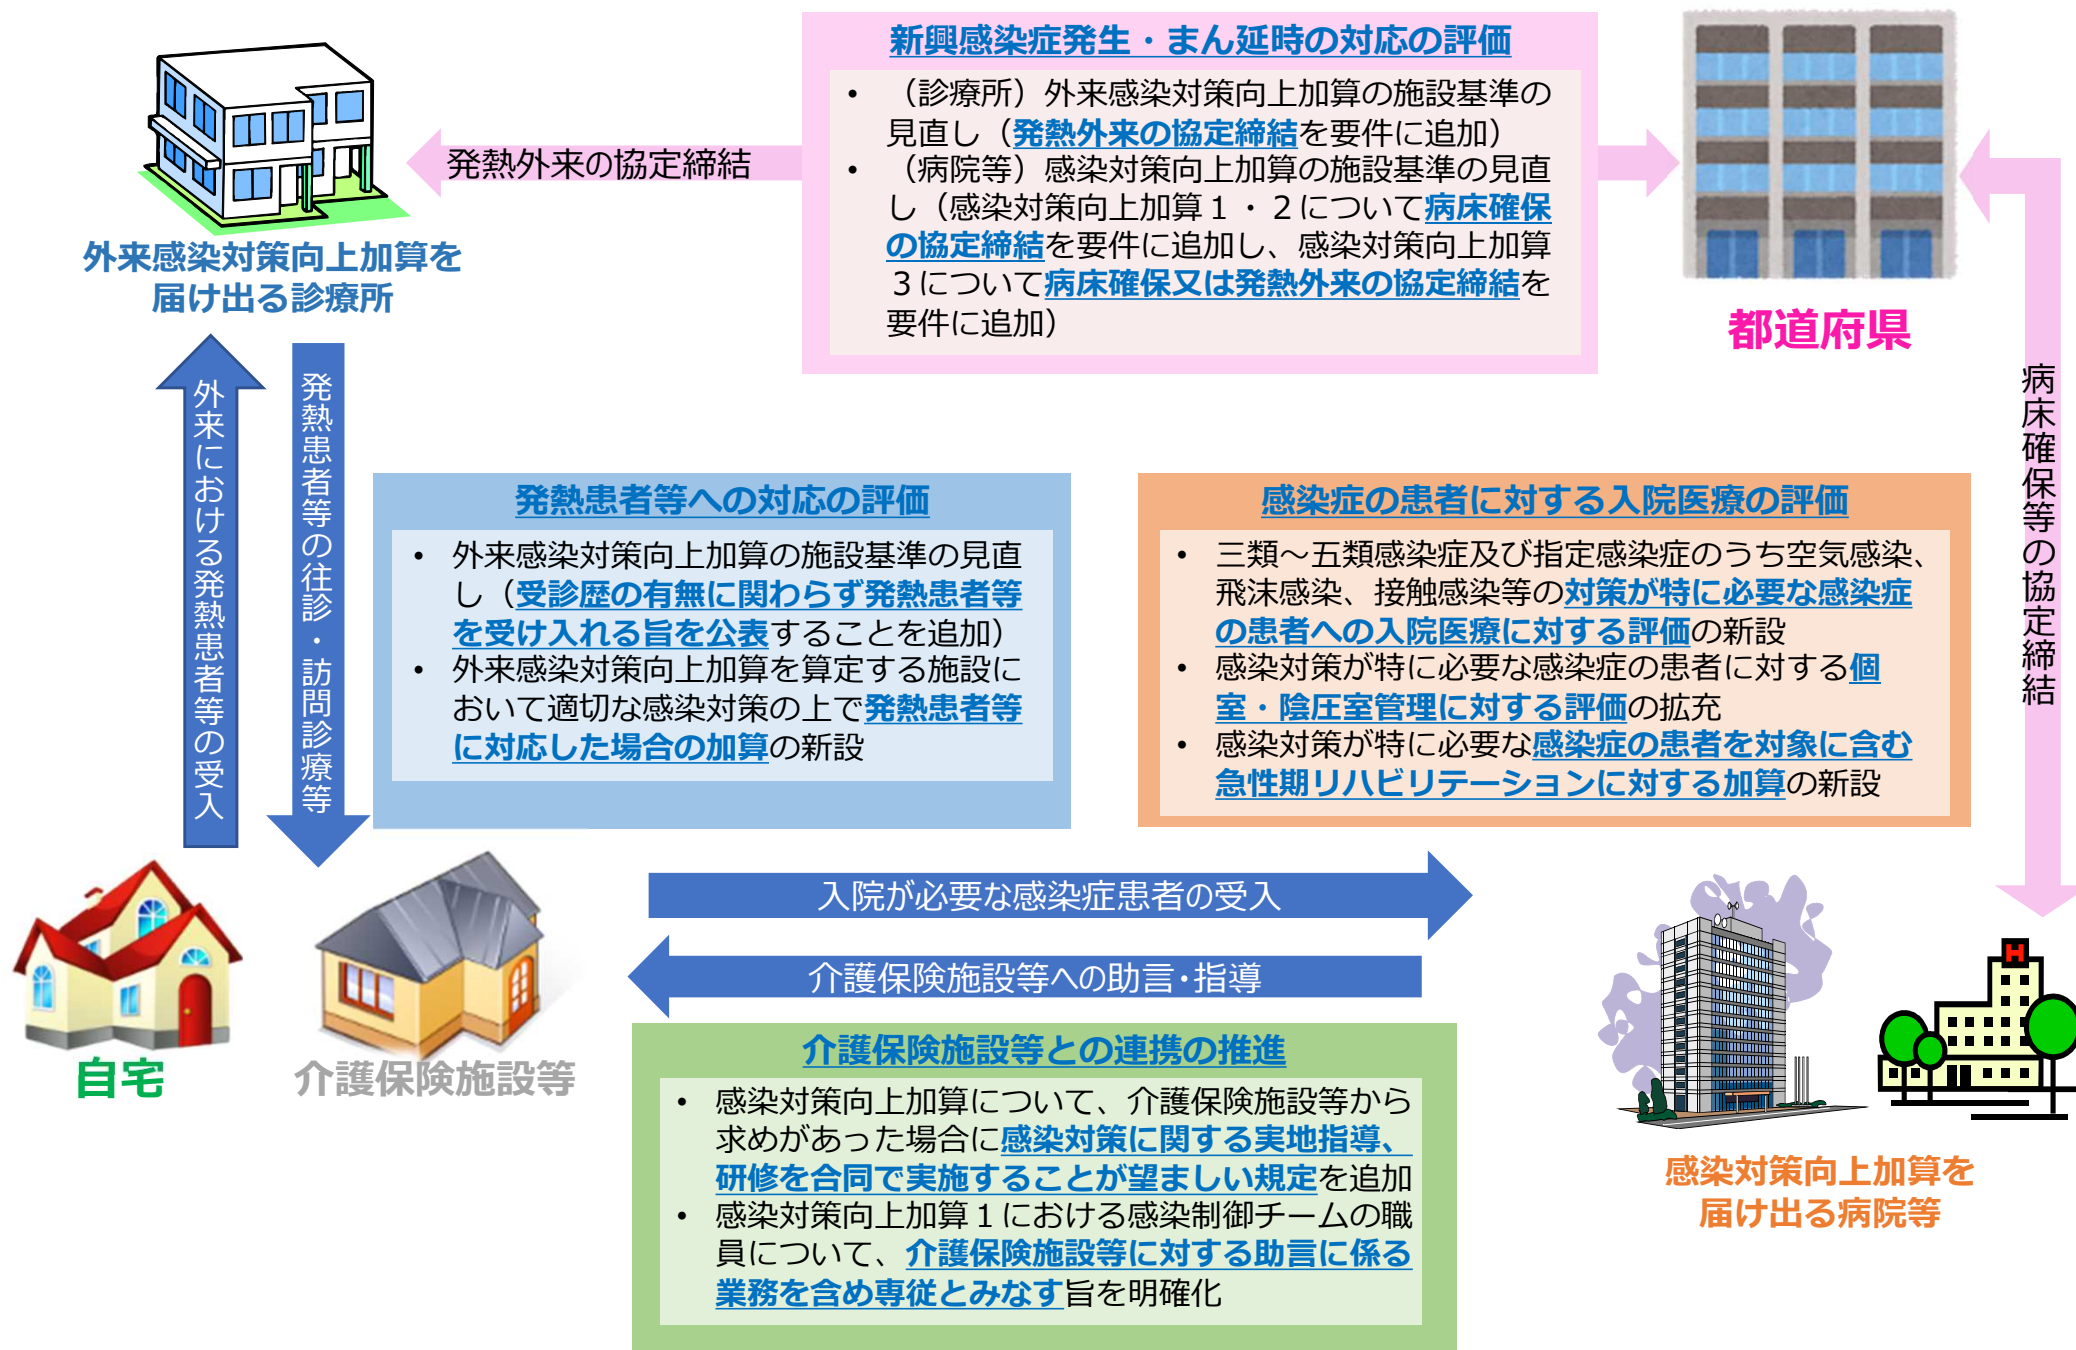 新興感染症発生・まん延時の対応の評価
• （診療所）外来感染対策向上加算の施設基準の
見直し（発熱外来の協定締結を要件に追加）
• （病院等）感染対策向上加算の施設基準の見直
し（感染対策向上加算１・２について病床確保
の協定締結を要件に追加し、感染対策向上加算
３について病床確保又は発熱外来の協定締結を
要件に追加）
発熱外来の協定締結
外来感染対策向上加算を
届け出る診療所
都道府県
病床確保等の協定締結
外来における発熱患者等の受入
発熱患者等の往診・訪問診療等
発熱患者等への対応の評価
• 外来感染対策向上加算の施設基準の見直
し（受診歴の有無に関わらず発熱患者等
を受け入れる旨を公表することを追加）
• 外来感染対策向上加算を算定する施設に
おいて適切な感染対策の上で発熱患者等
に対応した場合の加算の新設
感染症の患者に対する入院医療の評価
• 三類～五類感染症及び指定感染症のうち空気感染、
飛沫感染、接触感染等の対策が特に必要な感染症
の患者への入院医療に対する評価の新設
• 感染対策が特に必要な感染症の患者に対する個
室・陰圧室管理に対する評価の拡充
• 感染対策が特に必要な感染症の患者を対象に含む
急性期リハビリテーションに対する加算の新設
入院が必要な感染症患者の受入
介護保険施設等への助言・指導
自宅
介護保険施設等
介護保険施設等との連携の推進
• 感染対策向上加算について、介護保険施設等から
求めがあった場合に感染対策に関する実地指導、
研修を合同で実施することが望ましい規定を追加
• 感染対策向上加算１における感染制御チームの職
員について、介護保険施設等に対する助言に係る
業務を含め専従とみなす旨を明確化
H
感染対策向上加算を
届け出る病院等